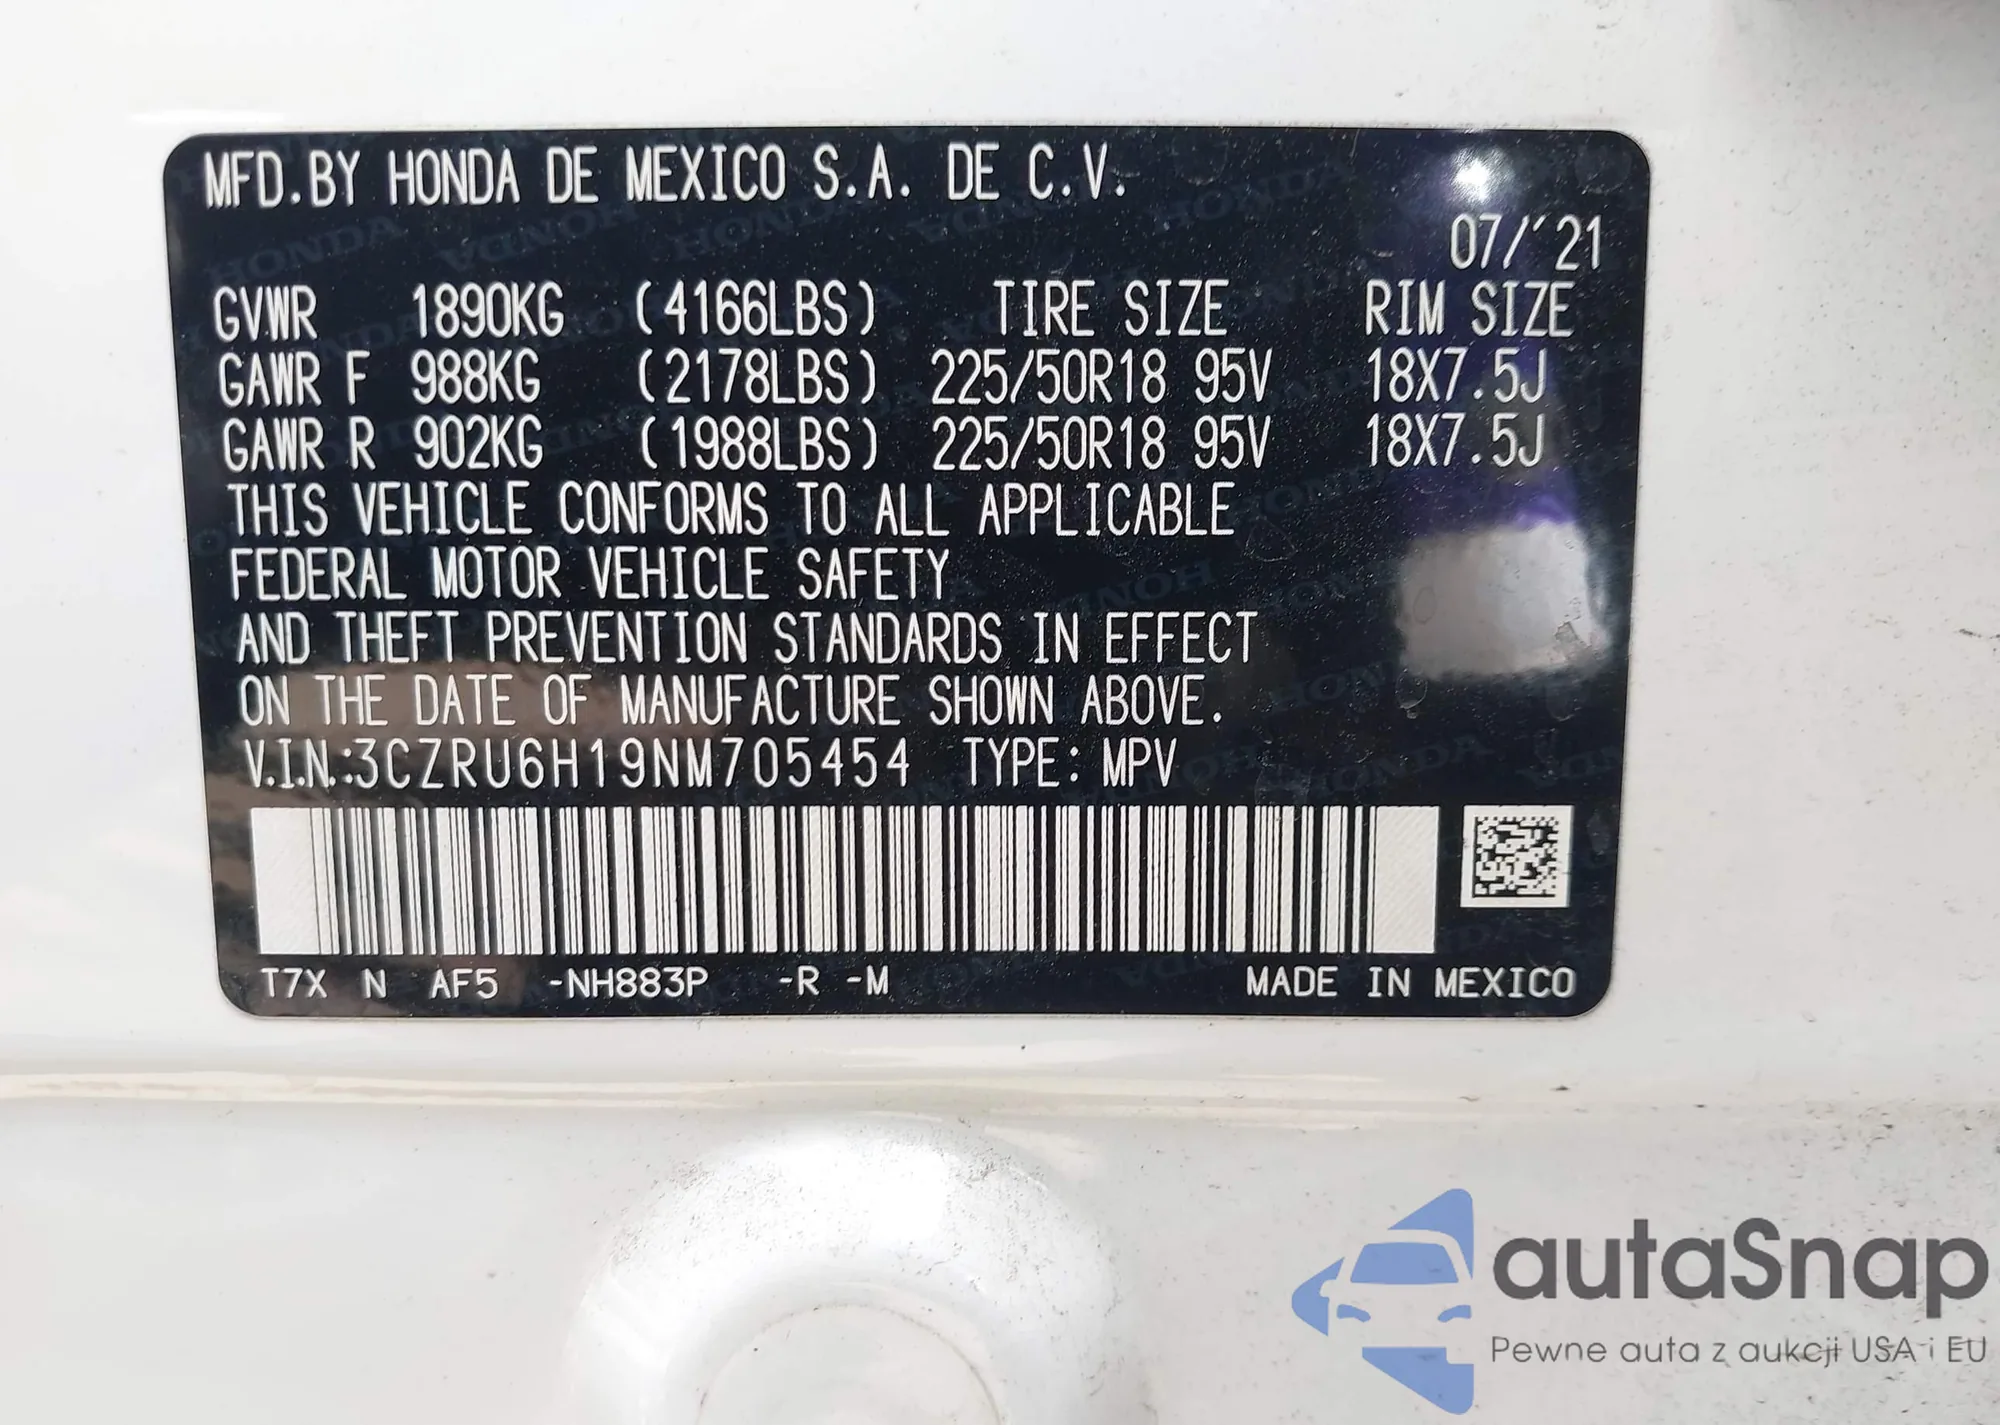 MFD.BY HONDA DE MEXICO S.A. DE C.V.
07/'21
GVWR 1890KG (4166LBS) TIRE SIZE RIM SIZE
GAWR F 988KG (2178LBS) 225/50R18 95V 18X7.5J
GAWR R 902KG (1988LBS) 225/50R18 95V 18X7.5J
THIS VEHICLE CONFORMS TO ALL APPLICABLE
FEDERAL MOTOR VEHICLE SAFETY
AND THEFT PREVENTION STANDARDS IN EFFECT
ON THE DATE OF MANUFACTURE SHOWN ABOVE.
V.I.N.:3CZRU6H19NM705454 TYPE: MPV
T7X N AF5 -NH883P -R -M MADE IN MEXICO
autaSnap
Pewne auta z aukcji USA i EU